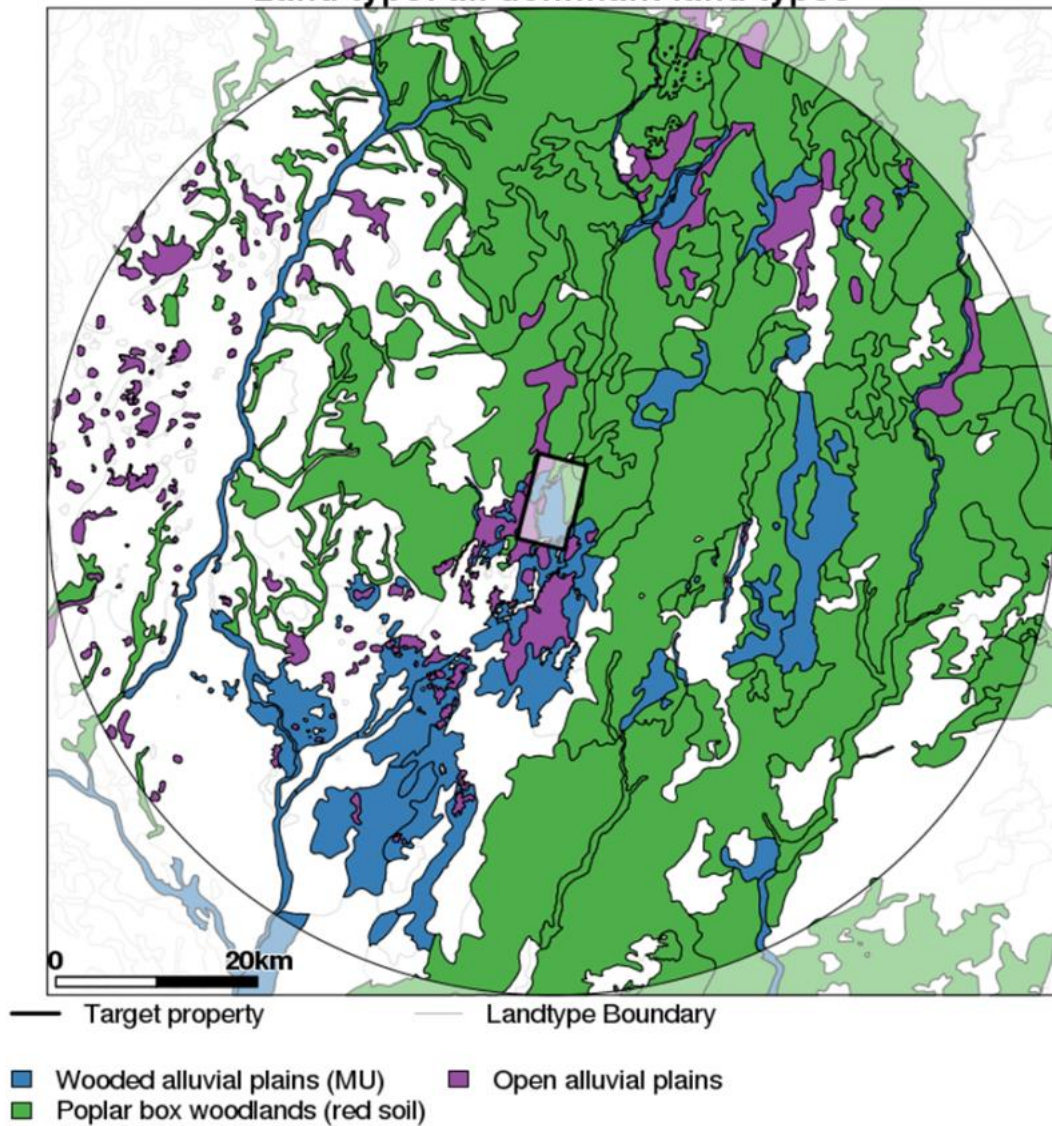 0 20km
Target property Landtype Boundary
Wooded alluvial plains (MU) Open alluvial plains
Poplar box woodlands (red soil)